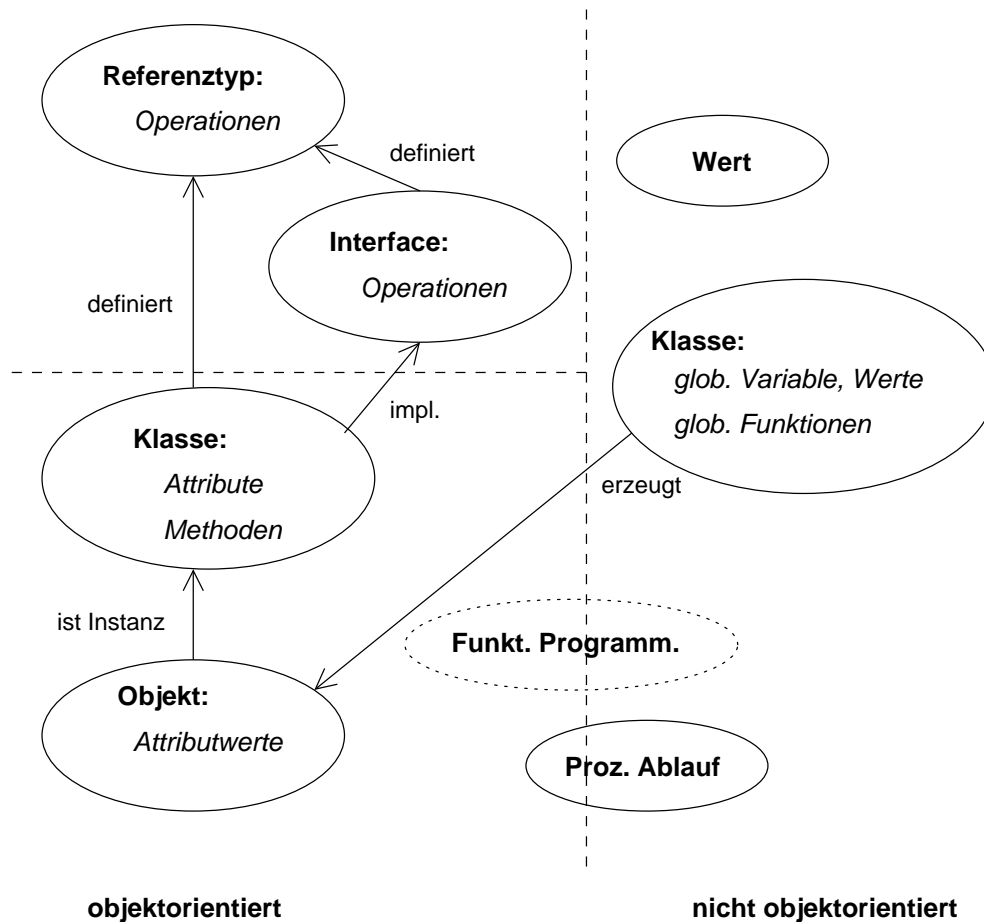 Referenztyp:
Operationen
definiert
Wert
Interface:
Operationen
definiert
Klasse:
glob. Variable, Werte
glob. Funktionen
impl.
Klasse:
Attribute
Methoden
erzeugt
ist Instanz
Funkt. Programm.
Objekt:
Attributwerte
Proz. Ablauf
objektorientiert
nicht objektorientiert